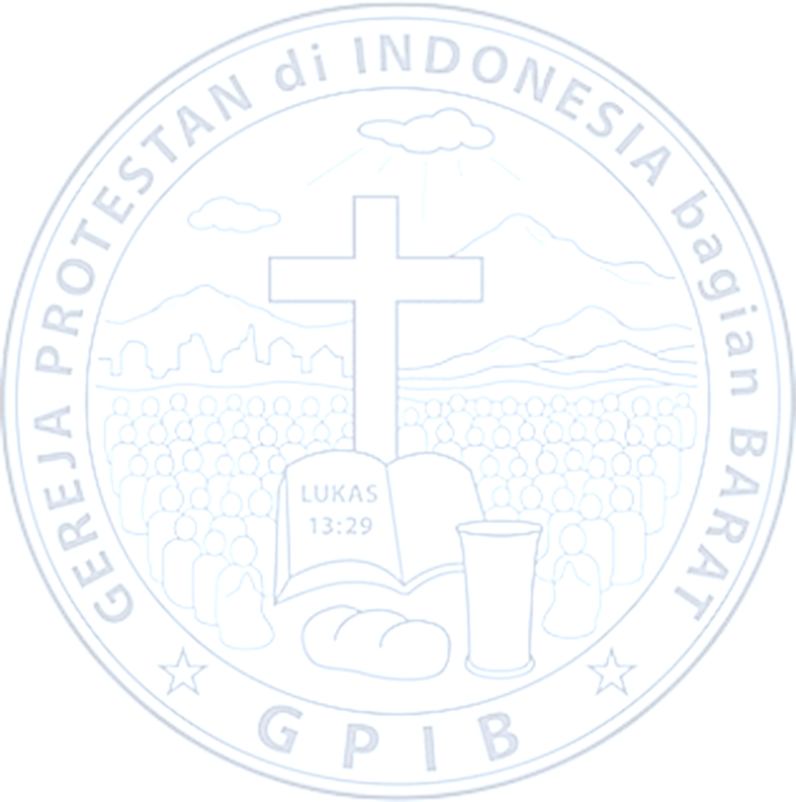 GEREJA PROTESTAN di INDONESIA bagian BARAT
LUKAS
13:29
GPIB